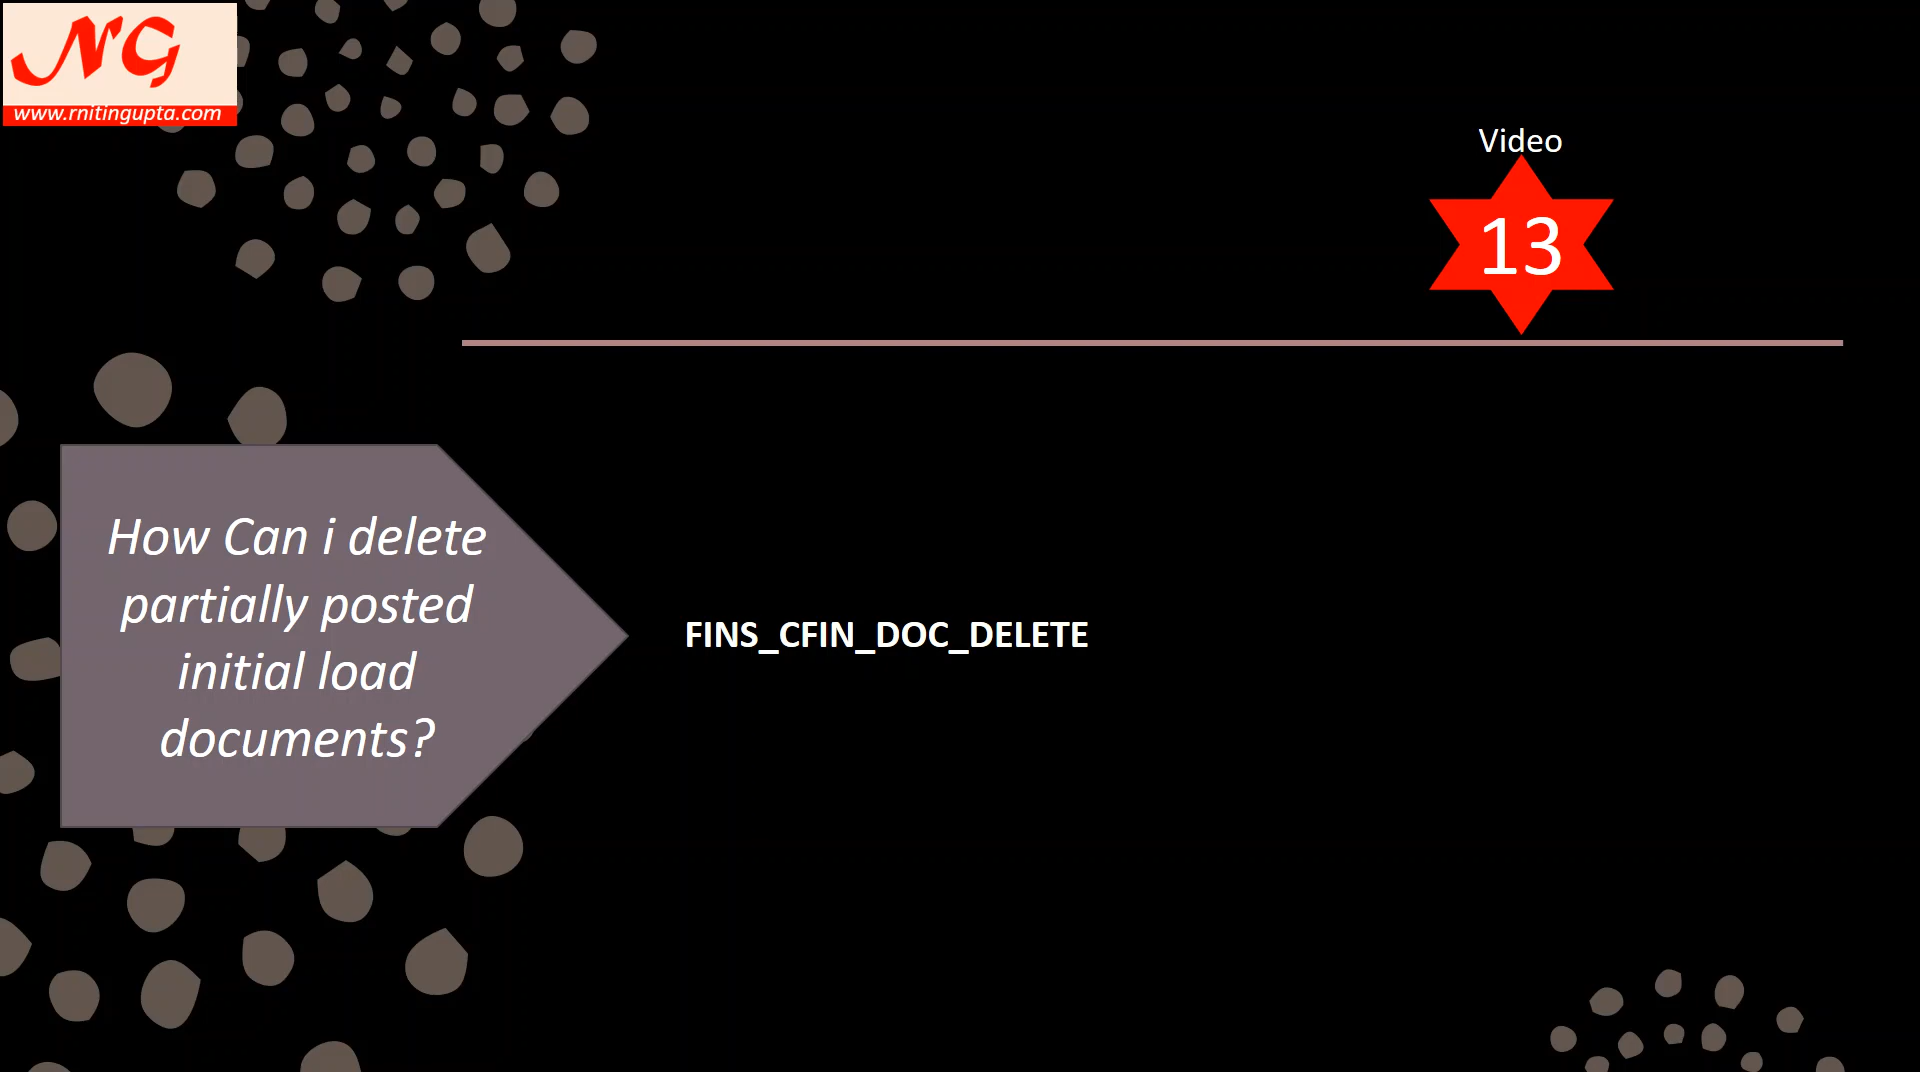 NG
www.rnitingupta.com
Video
13
How Can i delete
partially posted
initial load
documents?
FINS_CFIN_DOC_DELETE